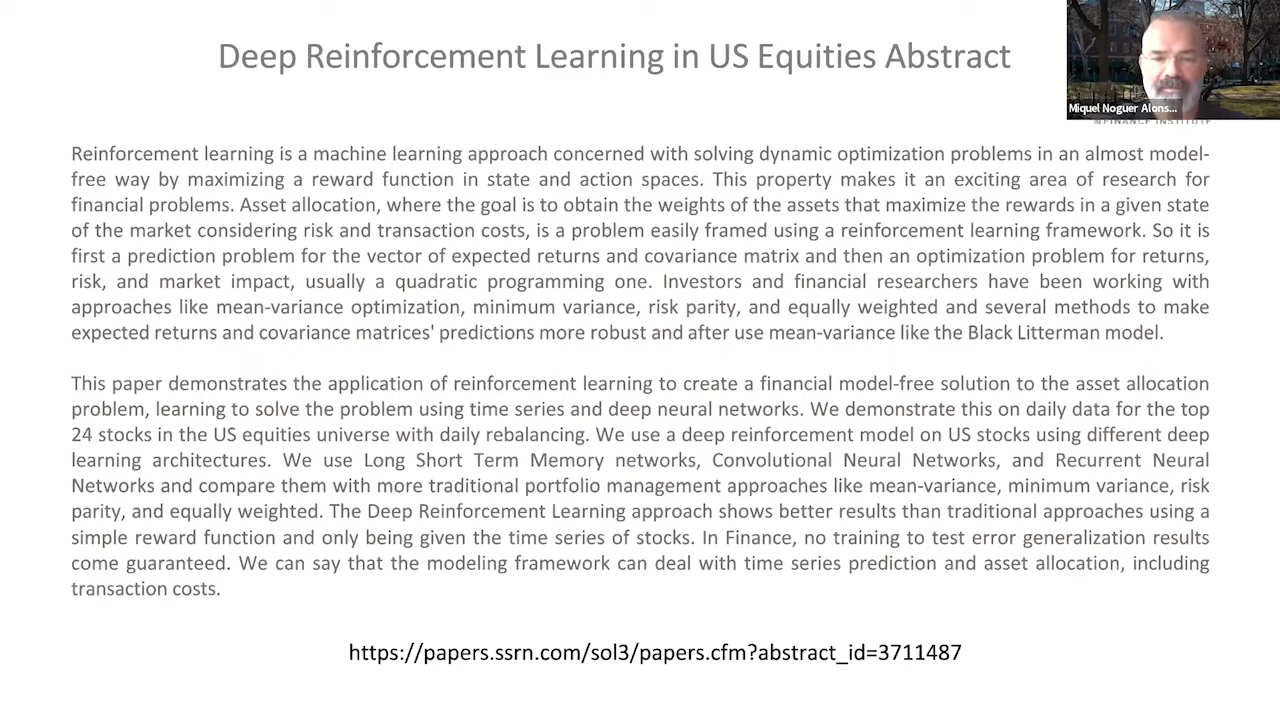 Deep Reinforcement Learning in US Equities Abstract
Miquel Noguer Alons...
FINANCE INSTITUTE
Reinforcement learning is a machine learning approach concerned with solving dynamic optimization problems in an almost model-
free way by maximizing a reward function in state and action spaces. This property makes it an exciting area of research for
financial problems. Asset allocation, where the goal is to obtain the weights of the assets that maximize the rewards in a given state
of the market considering risk and transaction costs, is a problem easily framed using a reinforcement learning framework. So it is
first a prediction problem for the vector of expected returns and covariance matrix and then an optimization problem for returns,
risk, and market impact, usually a quadratic programming one. Investors and financial researchers have been working with
approaches like mean-variance optimization, minimum variance, risk parity, and equally weighted and several methods to make
expected returns and covariance matrices' predictions more robust and after use mean-variance like the Black Litterman model.
This paper demonstrates the application of reinforcement learning to create a financial model-free solution to the asset allocation
problem, learning to solve the problem using time series and deep neural networks. We demonstrate this on daily data for the top
24 stocks in the US equities universe with daily rebalancing. We use a deep reinforcement model on US stocks using different deep
learning architectures. We use Long Short Term Memory networks, Convolutional Neural Networks, and Recurrent Neural
Networks and compare them with more traditional portfolio management approaches like mean-variance, minimum variance, risk
parity, and equally weighted. The Deep Reinforcement Learning approach shows better results than traditional approaches using a
simple reward function and only being given the time series of stocks. In Finance, no training to test error generalization results
come guaranteed. We can say that the modeling framework can deal with time series prediction and asset allocation, including
transaction costs.
https://papers.ssrn.com/sol3/papers.cfm?abstract_id=3711487